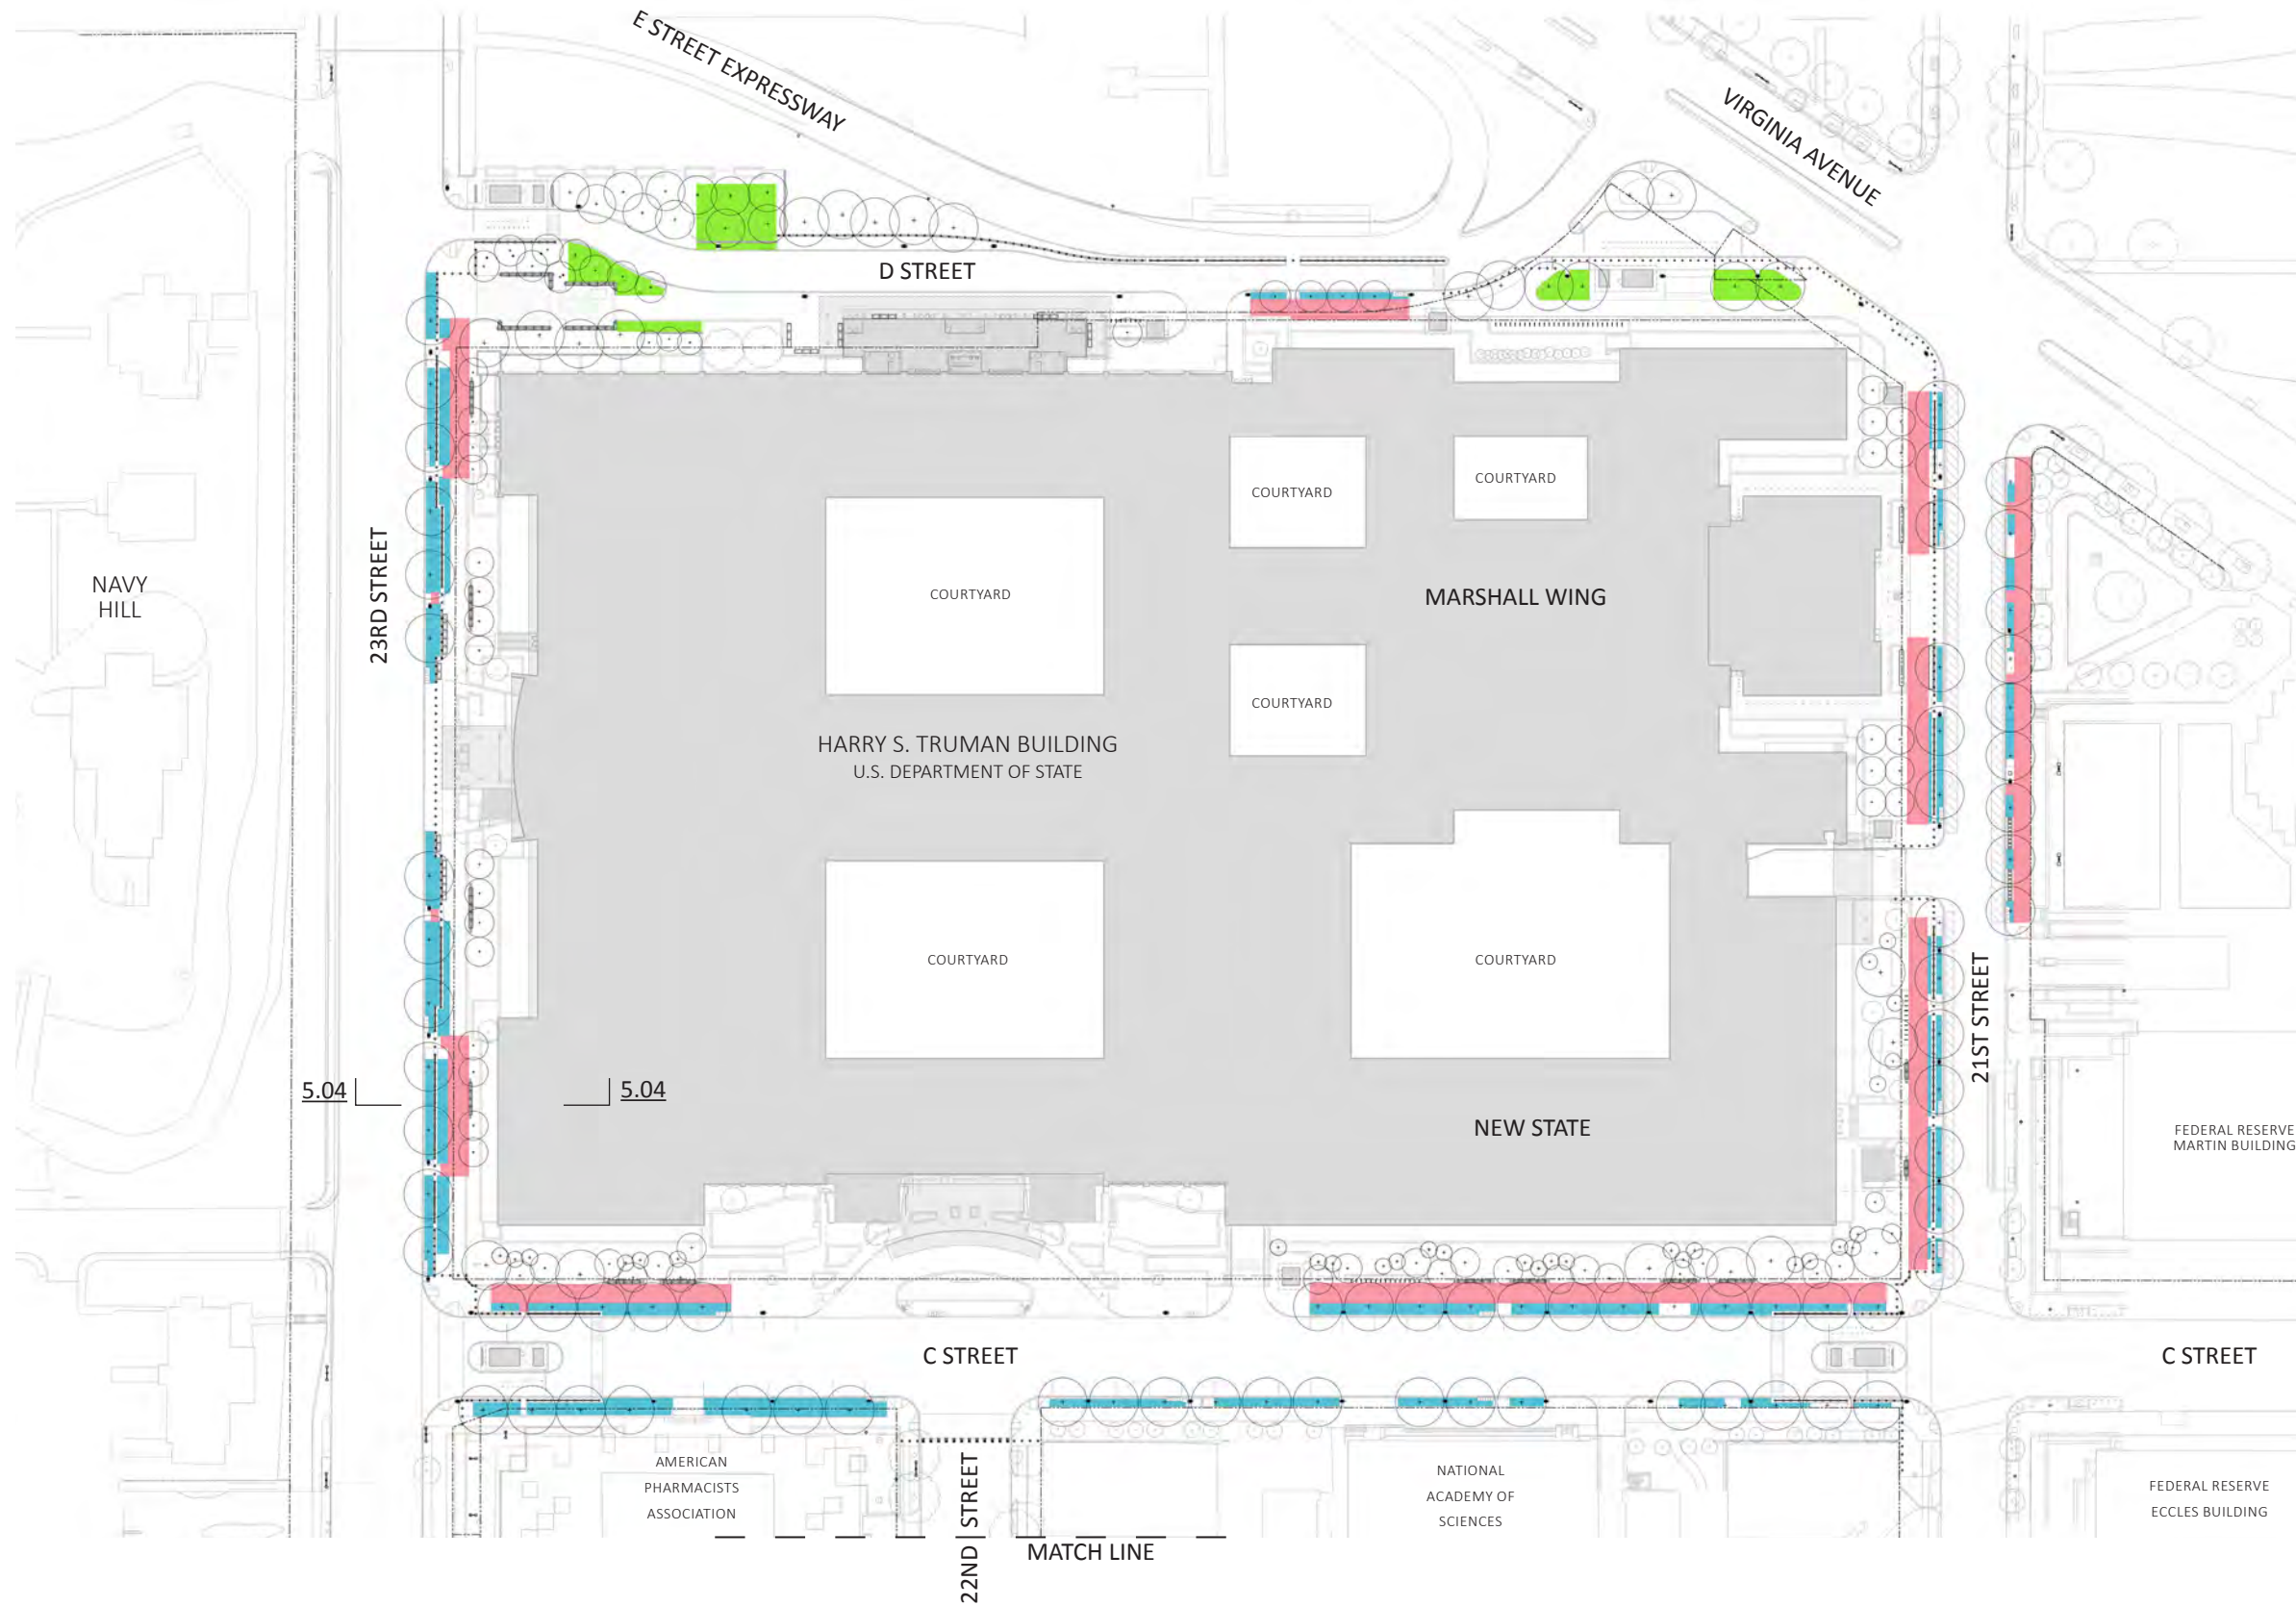 E STREET EXPRESSWAY
VIRGINIA AVENUE
D STREET
COURTYARD
COURTYARD
23RD STREET
NAVY
HILL
COURTYARD
MARSHALL WING
COURTYARD
HARRY S. TRUMAN BUILDING
U.S. DEPARTMENT OF STATE
COURTYARD
COURTYARD
21ST STREET
5.04
5.04
NEW STATE
FEDERAL RESERVE
MARTIN BUILDING
C STREET
C STREET
AMERICAN
PHARMACISTS
ASSOCIATION
22ND STREET
NATIONAL
ACADEMY OF
SCIENCES
FEDERAL RESERVE
ECCLES BUILDING
MATCH LINE